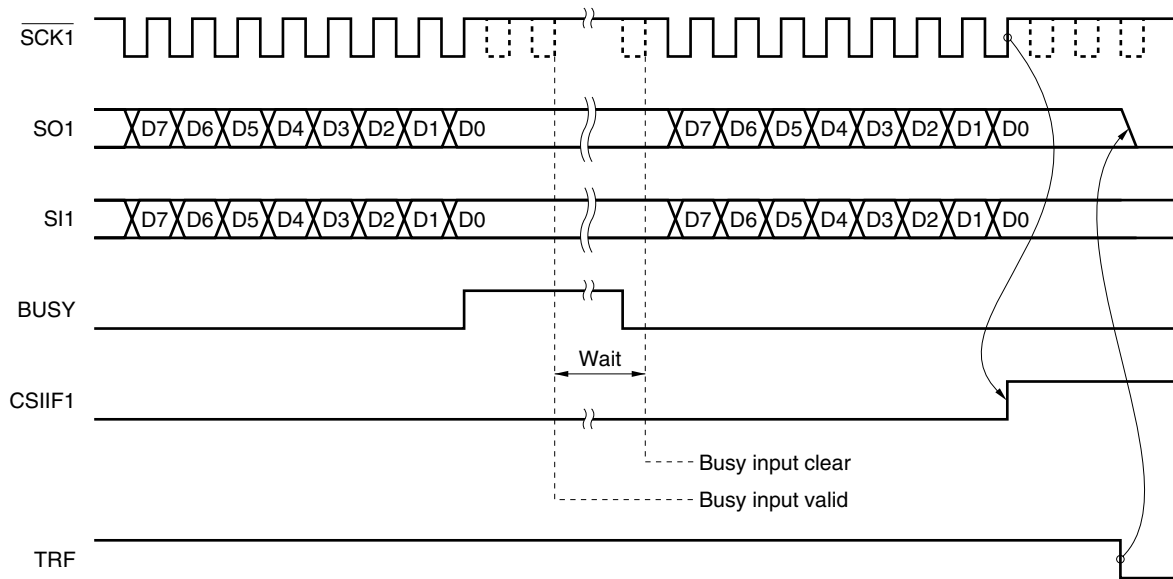 SCK1
SO1 D7 D6 D5 D4 D3 D2 D1 D0 D7 D6 D5 D4 D3 D2 D1 D0
SI1 D7 D6 D5 D4 D3 D2 D1 D0 D7 D6 D5 D4 D3 D2 D1 D0
BUSY
Wait
CSIIF1
Busy input clear
Busy input valid
TRF